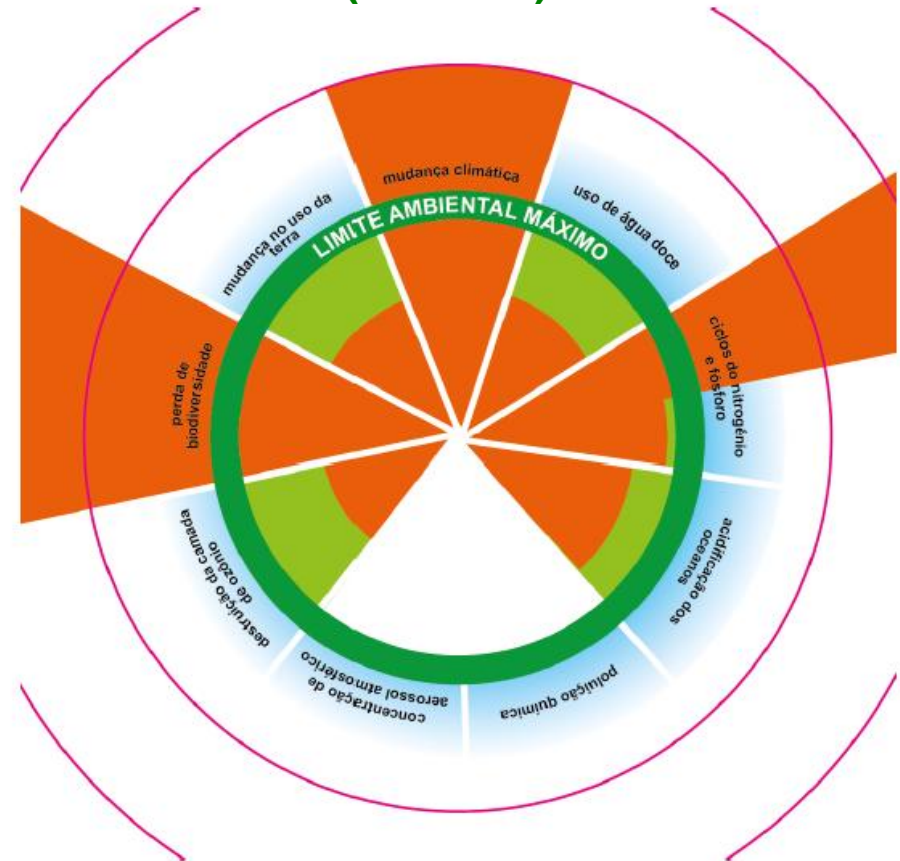 mudança climática
LIMITE AMBIENTAL MÁXIMO
uso de água doce
ciclos do nitrogénio
e fósforo
acidificação dos
oceanos
poluição química
concentração de
aerossol atmosférico
destruição da camada
de ozônio
perda de
biodiversidade
mudança no uso da
terra